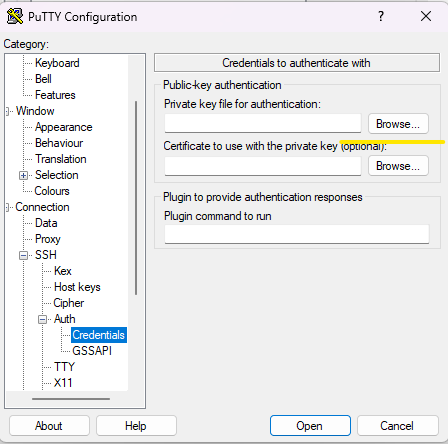 PuTTY Configuration
?
Category:
Keyboard
Bell
Features
Window
Appearance
Behaviour
Translation
Selection
Colours
Connection
Data
Proxy
SSH
Kex
Host keys
Cipher
Auth
Credentials
GSSAPI
TTY
X11
Credentials to authenticate with
Public-key authentication
Private key file for authentication:
Browse...
Certificate to use with the private key (optional):
Browse...
Plugin to provide authentication responses
Plugin command to run
About
Help
Open
Cancel